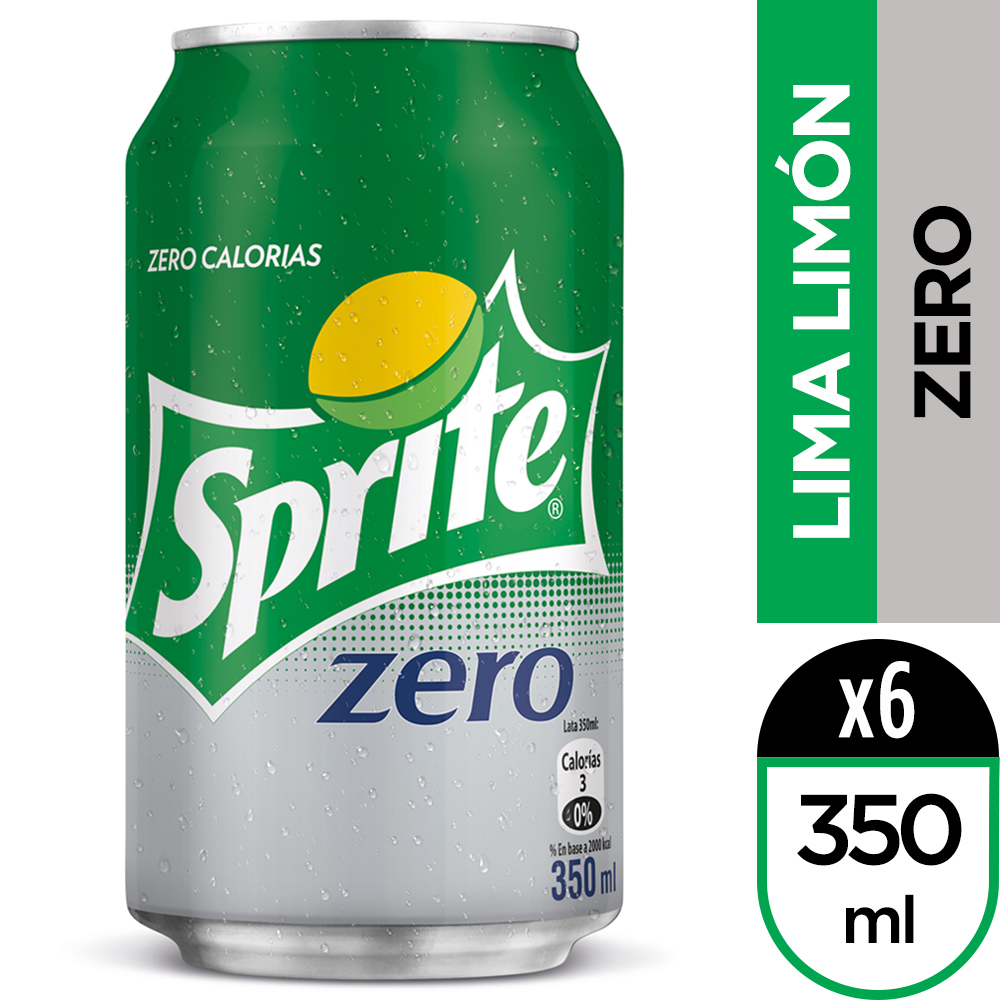 ZERO CALORIAS
Sprite®
zero
Lata 350ml:
Calorías
3
0%
% En base a 2000 kcal
350 ml
LIMA LIMÓN
ZERO
x6
350
ml